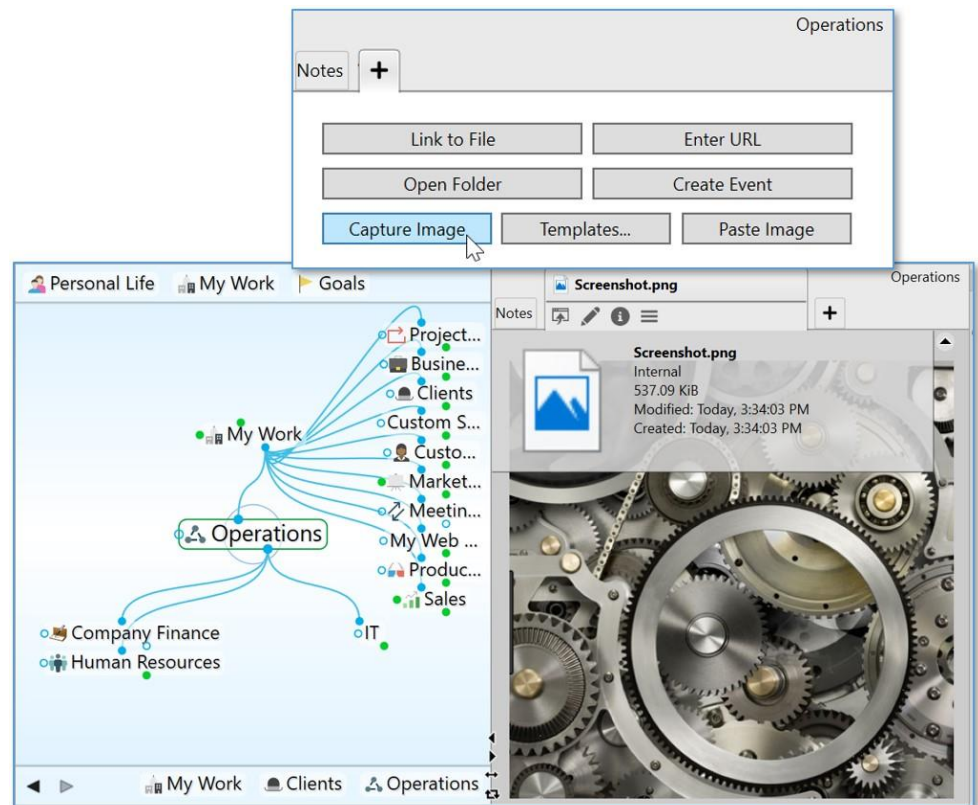 Operations
Notes +
Link to File Enter URL
Open Folder Create Event
Capture Image Templates... Paste Image
Personal Life My Work Goals
Project...
Busine...
Clients
Custom S...
Custo...
My Work
Market...
Meetin...
My Web ...
Produc...
Sales
Operations
Company Finance
IT
Human Resources
My Work Clients Operations
Screenshot.png
Operations
Notes
+
Screenshot.png
Internal
537.09 KiB
Modified: Today, 3:34:03 PM
Created: Today, 3:34:03 PM